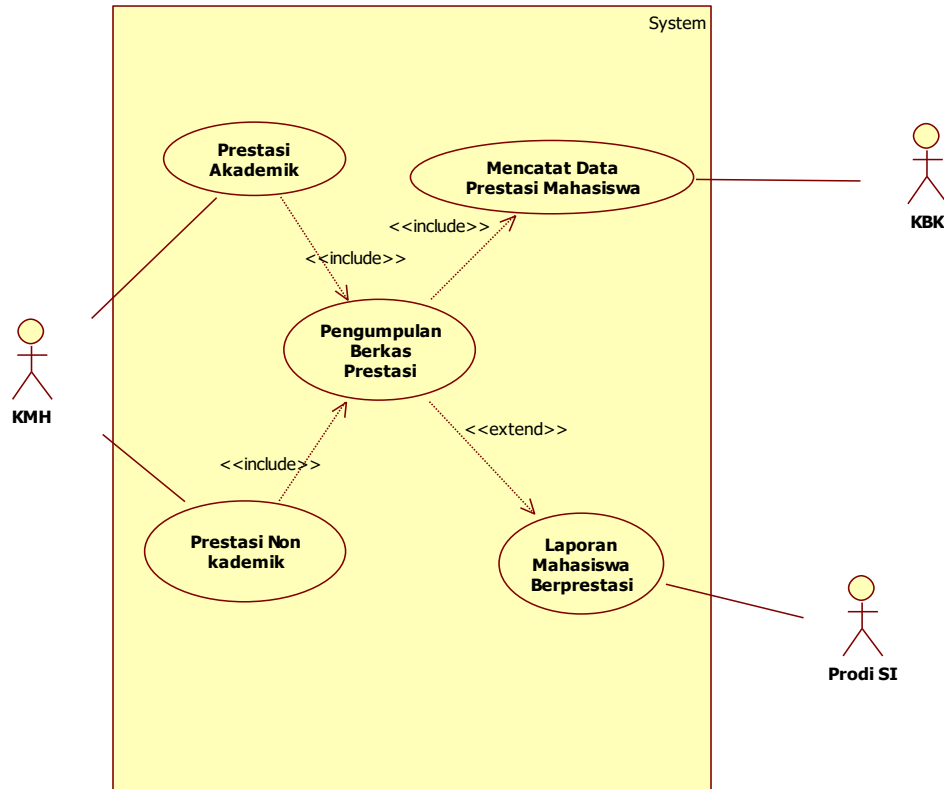 System
Prestasi
Akademik
Mencatat Data
Prestasi Mahasiswa
KBK
<<include>>
<<include>>
Pengumpulan
Berkas
Prestasi
KMH
<<extend>>
<<include>>
Prestasi Non
kademik
Laporan
Mahasiswa
Berprestasi
Prodi SI